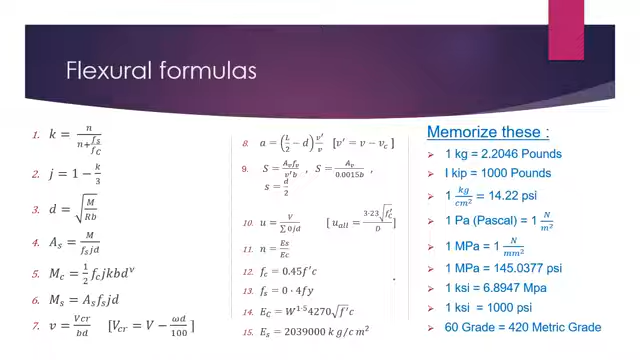 Flexural formulas
1. k = n / (n + fs/fC)
2. j = 1 − k/3
3. d = √(M/Rb)
4. As = M / (fs jd)
5. Mc = 1/2 fc jkbd^v
6. Ms = As fs jd
7. v = Vcr / bd [Vcr = V − ωd/100 ]
8. a = (L/2 − d) v′/v [v′ = v − vc ]
9. S = Av fv / v′b , S = Av / 0.0015b ,
s = d/2
10. u = V / ∑0jd [ uall = 3·23√f′c / D ]
11. n = Es/Ec
12. fc = 0.45f′c
13. fs = 0·4fy
14. EC = W^1·5 4270√f′c
15. Es = 2039000 k g/c m²
Memorize these :
1 kg = 2.2046 Pounds
I kip = 1000 Pounds
1 kg/cm² = 14.22 psi
1 Pa (Pascal) = 1 N/m²
1 MPa = 1 N/mm²
1 MPa = 145.0377 psi
1 ksi = 6.8947 Mpa
1 ksi = 1000 psi
60 Grade = 420 Metric Grade